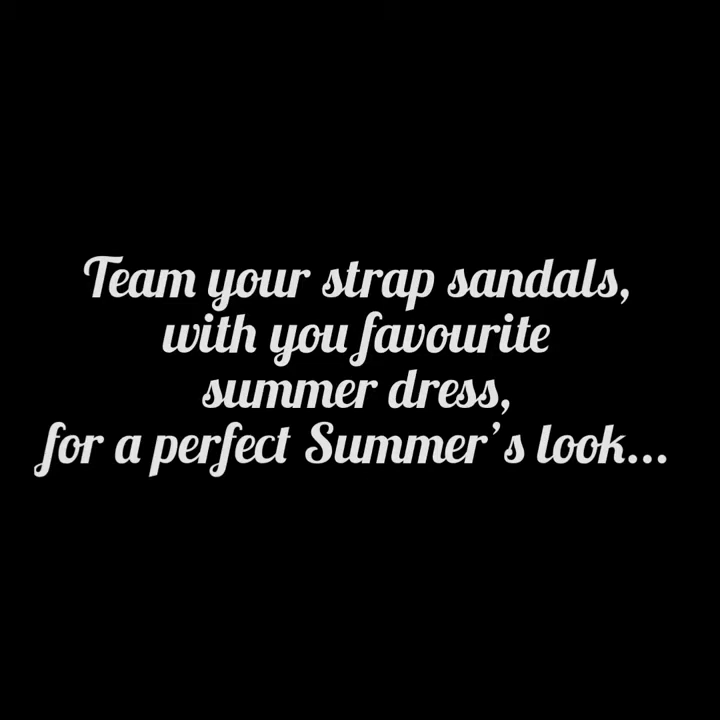 Team your strap sandals,
with you favourite
summer dress,
for a perfect Summer's look...